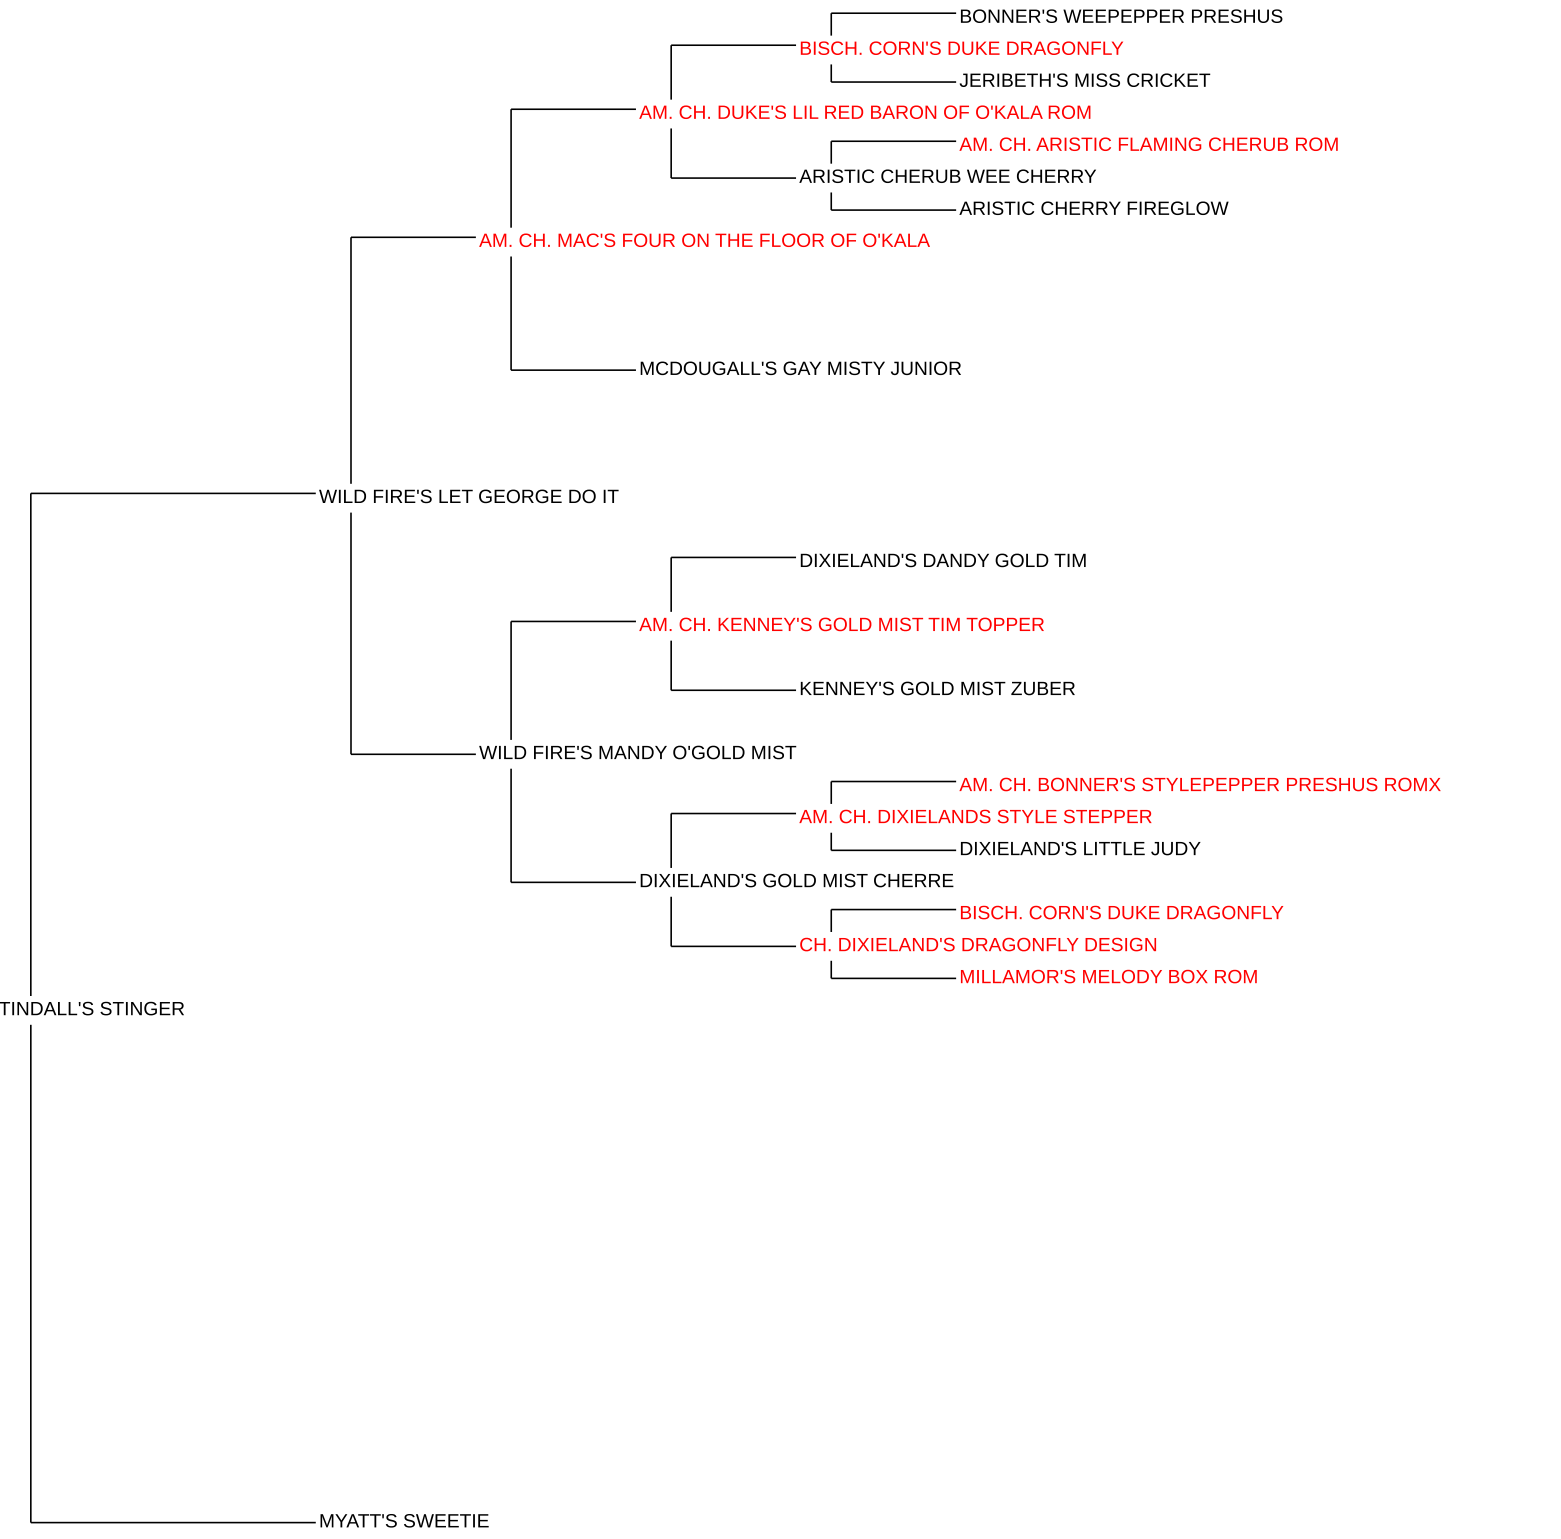 BONNER'S WEEPEPPER PRESHUS
BISCH. CORN'S DUKE DRAGONFLY
JERIBETH'S MISS CRICKET
AM. CH. DUKE'S LIL RED BARON OF O'KALA ROM
AM. CH. ARISTIC FLAMING CHERUB ROM
ARISTIC CHERUB WEE CHERRY
ARISTIC CHERRY FIREGLOW
AM. CH. MAC'S FOUR ON THE FLOOR OF O'KALA
MCDOUGALL'S GAY MISTY JUNIOR
WILD FIRE'S LET GEORGE DO IT
DIXIELAND'S DANDY GOLD TIM
AM. CH. KENNEY'S GOLD MIST TIM TOPPER
KENNEY'S GOLD MIST ZUBER
WILD FIRE'S MANDY O'GOLD MIST
AM. CH. BONNER'S STYLEPEPPER PRESHUS ROMX
AM. CH. DIXIELANDS STYLE STEPPER
DIXIELAND'S LITTLE JUDY
DIXIELAND'S GOLD MIST CHERRE
BISCH. CORN'S DUKE DRAGONFLY
CH. DIXIELAND'S DRAGONFLY DESIGN
MILLAMOR'S MELODY BOX ROM
TINDALL'S STINGER
MYATT'S SWEETIE